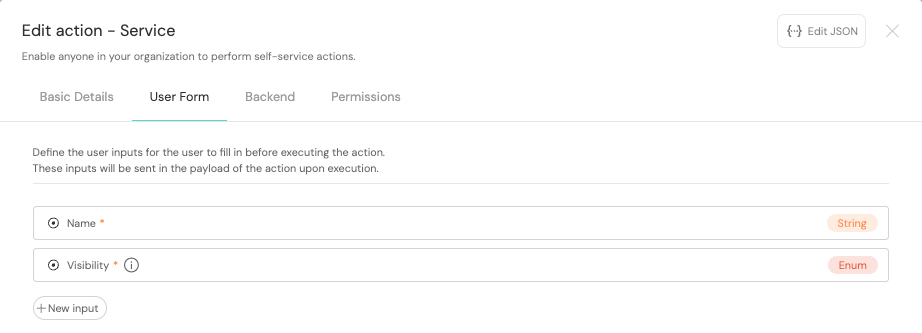 Edit action - Service
{··} Edit JSON
Enable anyone in your organization to perform self-service actions.
Basic Details User Form Backend Permissions
Define the user inputs for the user to fill in before executing the action.
These inputs will be sent in the payload of the action upon execution.
Name * String
Visibility * Enum
+ New input